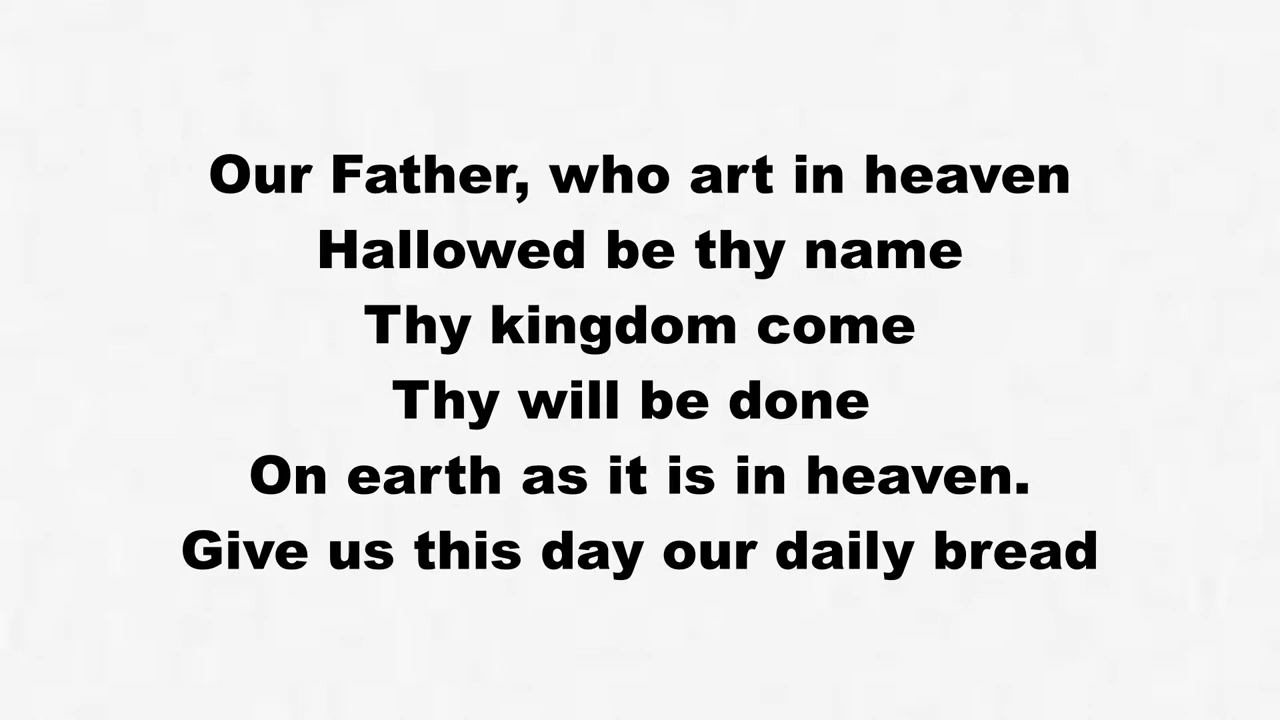 Our Father, who art in heaven
Hallowed be thy name
Thy kingdom come
Thy will be done
On earth as it is in heaven.
Give us this day our daily bread